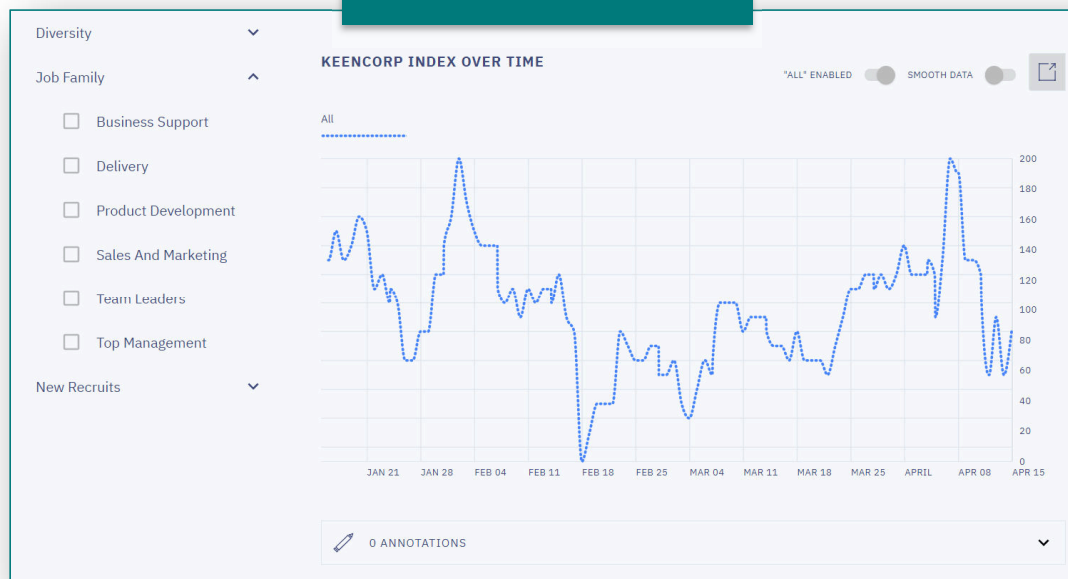 Diversity
Job Family
Business Support
Delivery
Product Development
Sales And Marketing
Team Leaders
Top Management
New Recruits
KEENCORP INDEX OVER TIME
"ALL" ENABLED
SMOOTH DATA
All
200
180
160
140
120
100
80
60
40
20
0
JAN 21 JAN 28 FEB 04 FEB 11 FEB 18 FEB 25 MAR 04 MAR 11 MAR 18 MAR 25 APRIL APR 08 APR 15
0 ANNOTATIONS